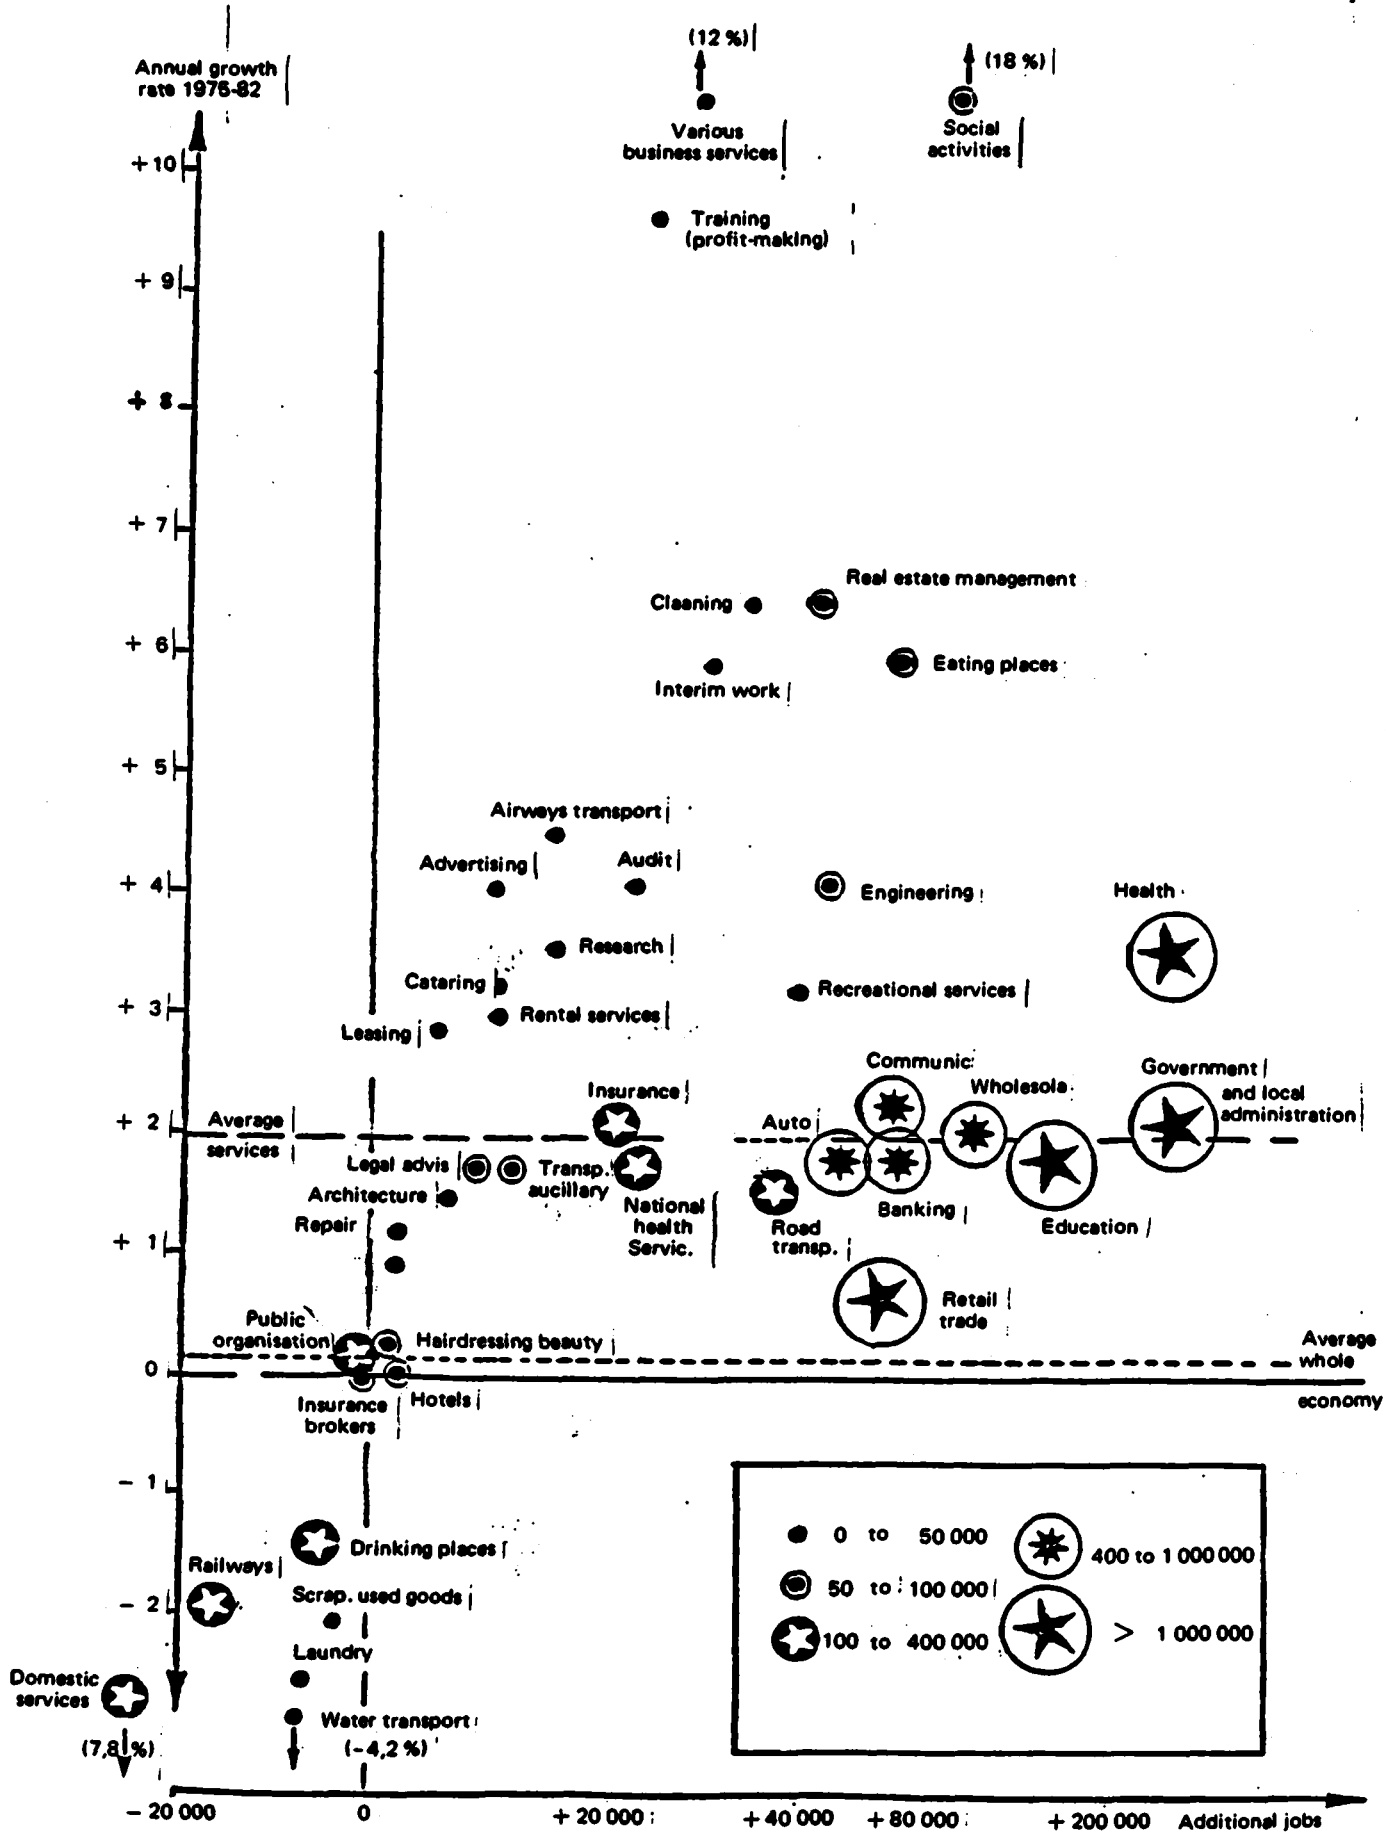 (12 %)
(18 %)
Annual growth
rate 1975-82
Various
business services
Social
activities
+ 10
Training
(profit-making)
+ 9
+ 8
+ 7
Real estate management
Cleaning
+ 6
Eating places
Interim work
+ 5
Airways transport
Advertising
Audit
+ 4
Engineering
Health
Research
Catering
Recreational services
+ 3
Rental services
Leasing
Communic.
Wholesale
Government
and local
administration
Insurance
+ 2
Average
services
Auto
Legal advis
Transp.
aucillary
Architecture
National
health
Servic.
Banking
Repair
Road
transp.
Education
+ 1
Retail
trade
Public
organisation
Hairdressing beauty
Average
whole
economy
0
Insurance
brokers
Hotels
- 1
0 to 50 000
400 to 1 000 000
50 to 100 000
100 to 400 000
> 1 000 000
Drinking places
Railways
- 2
Scrap. used goods
Laundry
Domestic
services
Water transport
(7,8 %)
(-4,2 %)
- 20 000
0
+ 20 000
+ 40 000
+ 80 000
+ 200 000
Additional jobs